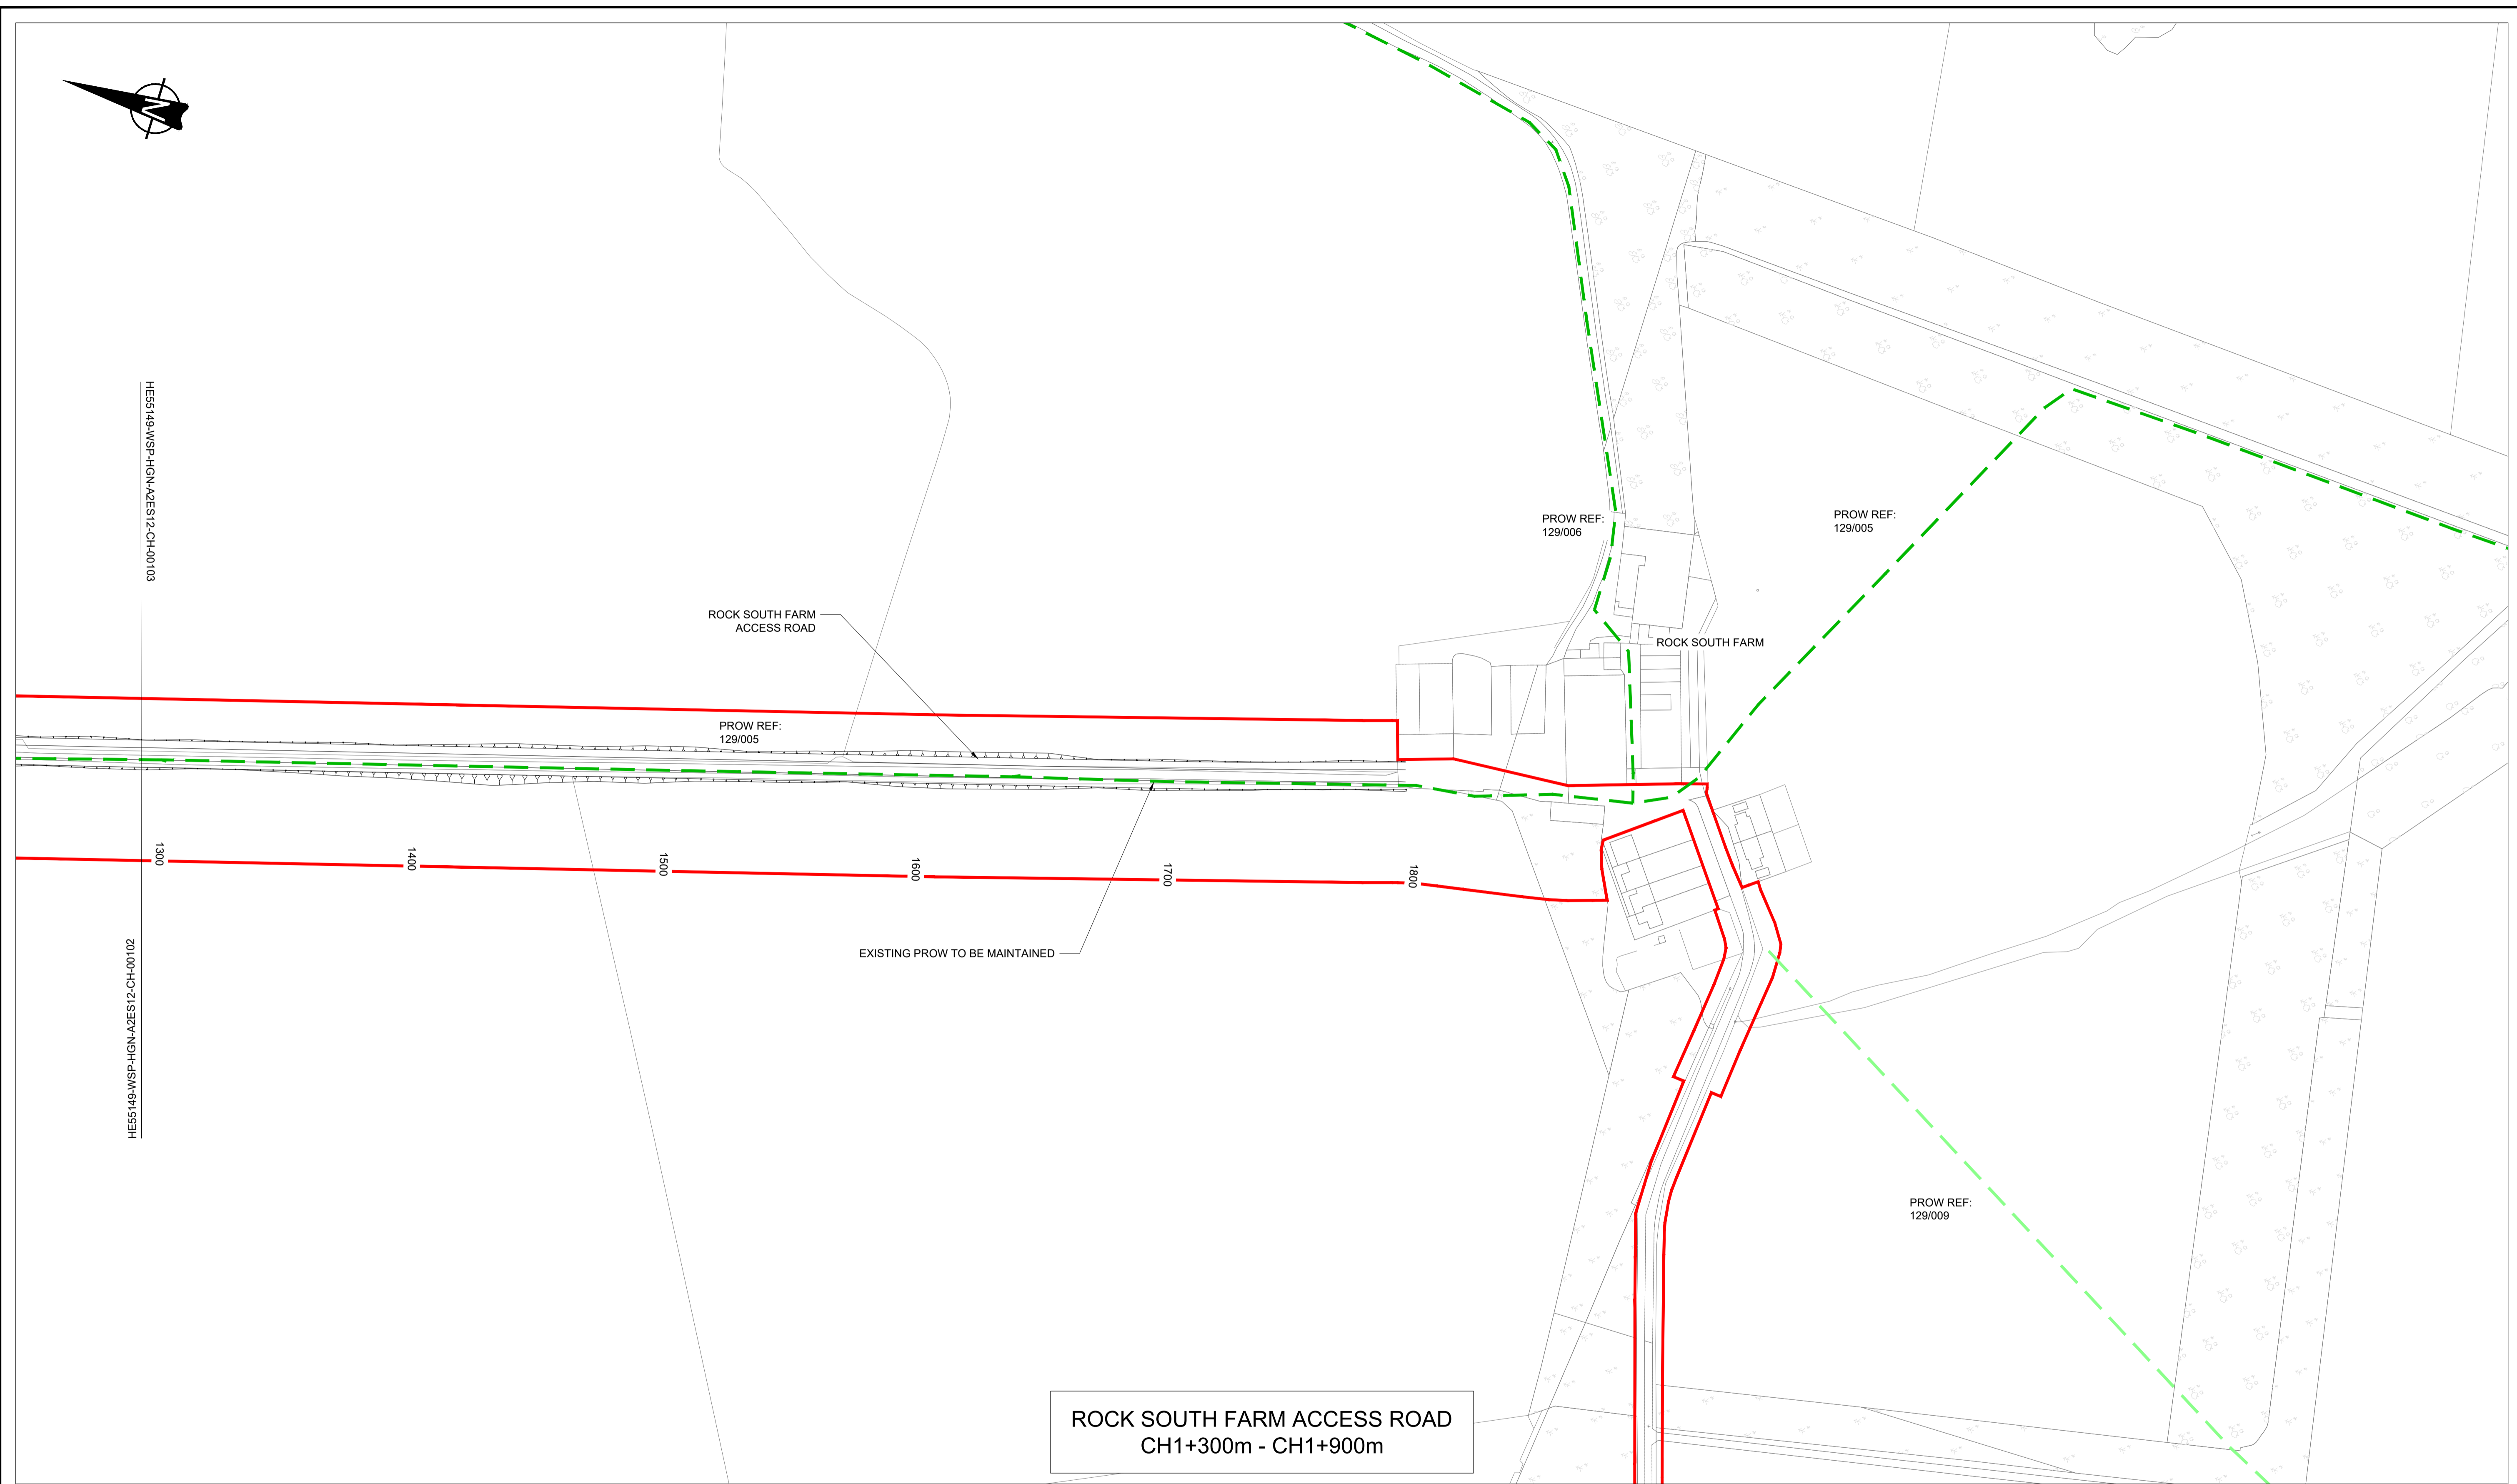 N
HE55149-WSP-HGN-A2ES12-CH-00103
HE55149-WSP-HGN-A2ES12-CH-00102
PROW REF:
129/006
PROW REF:
129/005
ROCK SOUTH FARM
ACCESS ROAD
ROCK SOUTH FARM
PROW REF:
129/005
1300
1400
1500
1600
1700
1800
EXISTING PROW TO BE MAINTAINED
PROW REF:
129/009
ROCK SOUTH FARM ACCESS ROAD
CH1+300m - CH1+900m